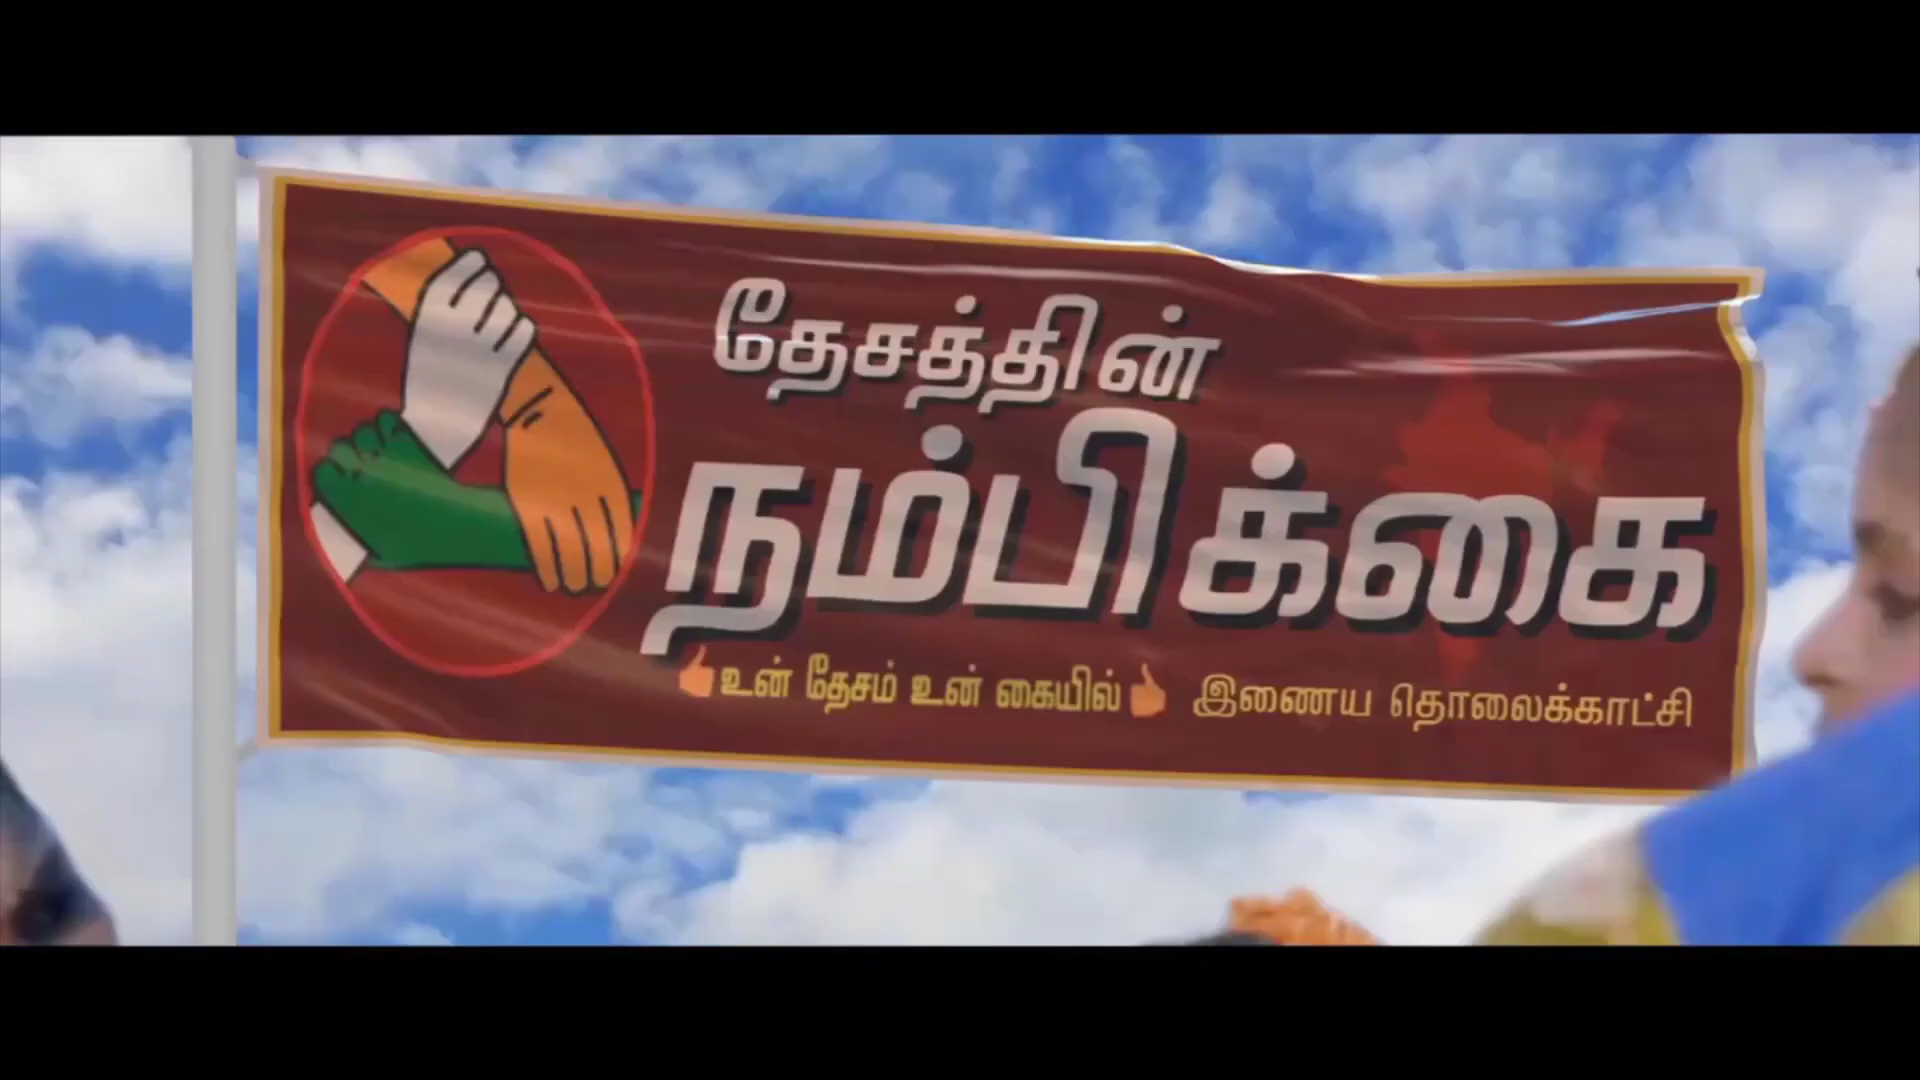 தேசத்தின்
நம்பிக்கை
உன் தேசம் உன் கையில் இணைய தொலைக்காட்சி